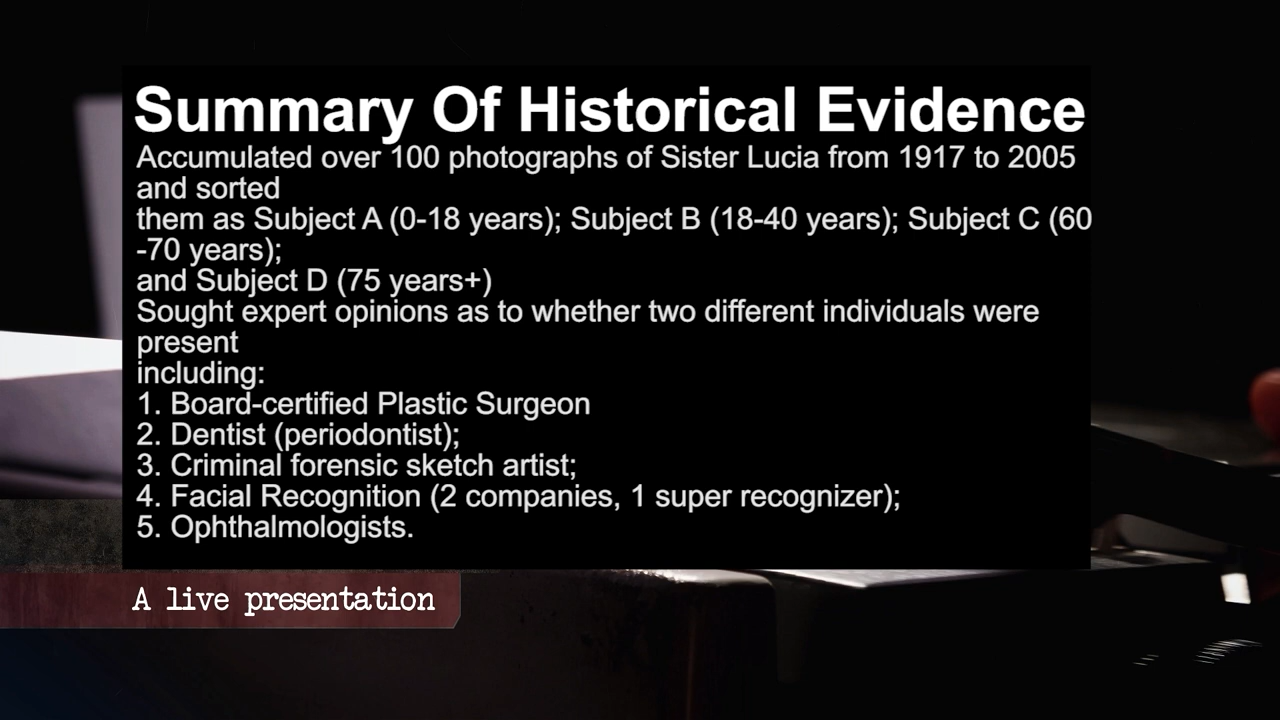 Summary Of Historical Evidence
Accumulated over 100 photographs of Sister Lucia from 1917 to 2005
and sorted
them as Subject A (0-18 years); Subject B (18-40 years); Subject C (60
-70 years);
and Subject D (75 years+)
Sought expert opinions as to whether two different individuals were
present
including:
1. Board-certified Plastic Surgeon
2. Dentist (periodontist);
3. Criminal forensic sketch artist;
4. Facial Recognition (2 companies, 1 super recognizer);
5. Ophthalmologists.
A live presentation